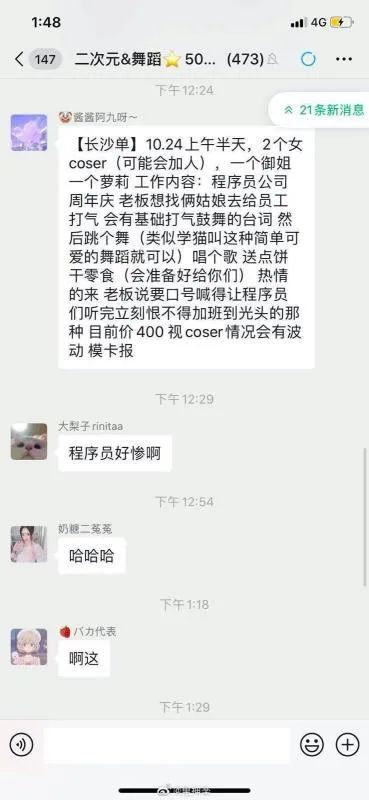 1:48
4G
147
二次元&舞蹈⭐50... (473)
下午12:24
21条新消息
🤡酱酱阿九呀~
【长沙单】10.24上午半天，2个女
coser（可能会加人），一个御姐
一个萝莉 工作内容：程序员公司
周年庆 老板想找俩姑娘去给员工
打气 会有基础打气鼓舞的台词 然
后跳个舞（类似学猫叫这种简单可
爱的舞蹈就可以）唱个歌 送点饼
干零食（会准备好给你们） 热情
的来 老板说要口号喊得让程序员
们听完立刻恨不得加班到光头的那
种 目前价400 视coser情况会有波
动 模卡报
下午12:29
大梨子rinitaa
程序员好惨啊
下午12:54
奶糖二菟菟
哈哈哈
下午1:18
🍓バカ代表
啊这
下午1:29